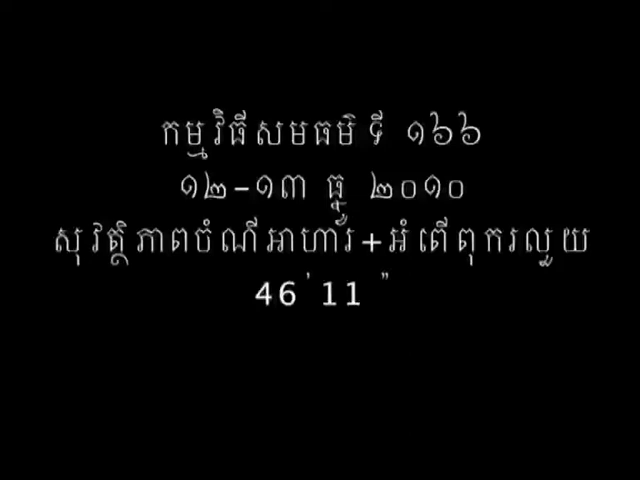 កម្មវិធីសមធម៌ ទី ១៦៦
១២-១៣ ធ្នូ ២០១០
សុវត្ថិភាពចំណីអាហារ+អំពើពុករលួយ
46 ' 11 "